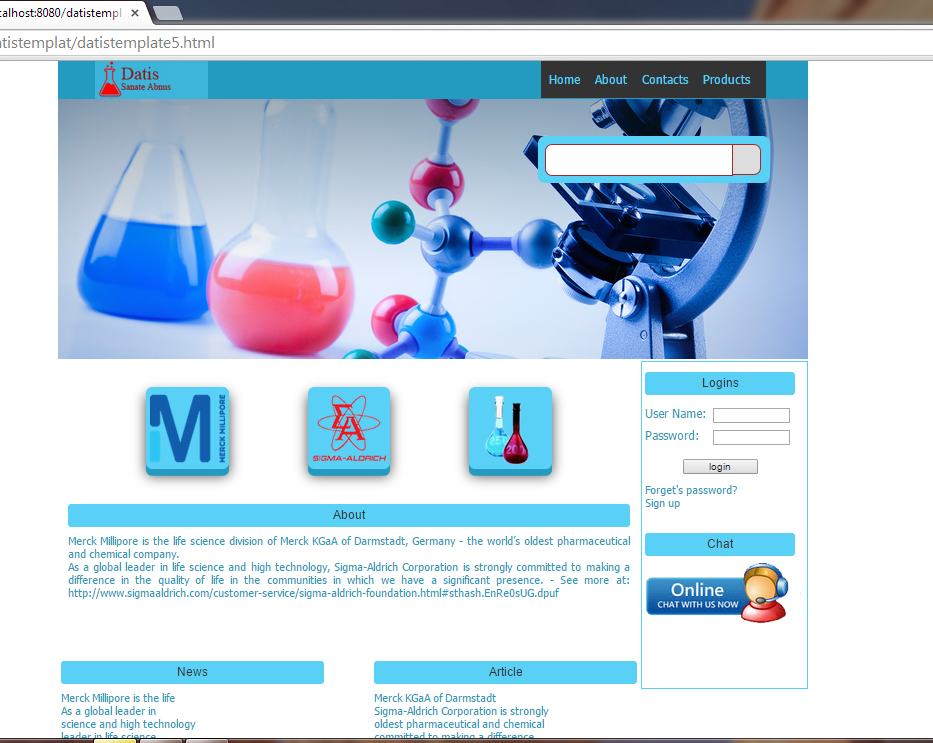 calhost:8080/datistempl
atistemplat/datistemplate5.html
Datis
Sanate Abnus
Home About Contacts Products
MERCK MILLIPORE
ΣA
SIGMA-ALDRICH
Logins
User Name:
Password:
login
Forget's password?
Sign up
About
Merck Millipore is the life science division of Merck KGaA of Darmstadt, Germany - the world's oldest pharmaceutical
and chemical company.
As a global leader in life science and high technology, Sigma-Aldrich Corporation is strongly committed to making a
difference in the quality of life in the communities in which we have a significant presence. - See more at:
http://www.sigmaaldrich.com/customer-service/sigma-aldrich-foundation.html#sthash.EnRe0sUG.dpuf
Chat
Online
CHAT WITH US NOW
News
Merck Millipore is the life
As a global leader in
science and high technology
leader in life science
Article
Merck KGaA of Darmstadt
Sigma-Aldrich Corporation is strongly
oldest pharmaceutical and chemical
committed to making a difference